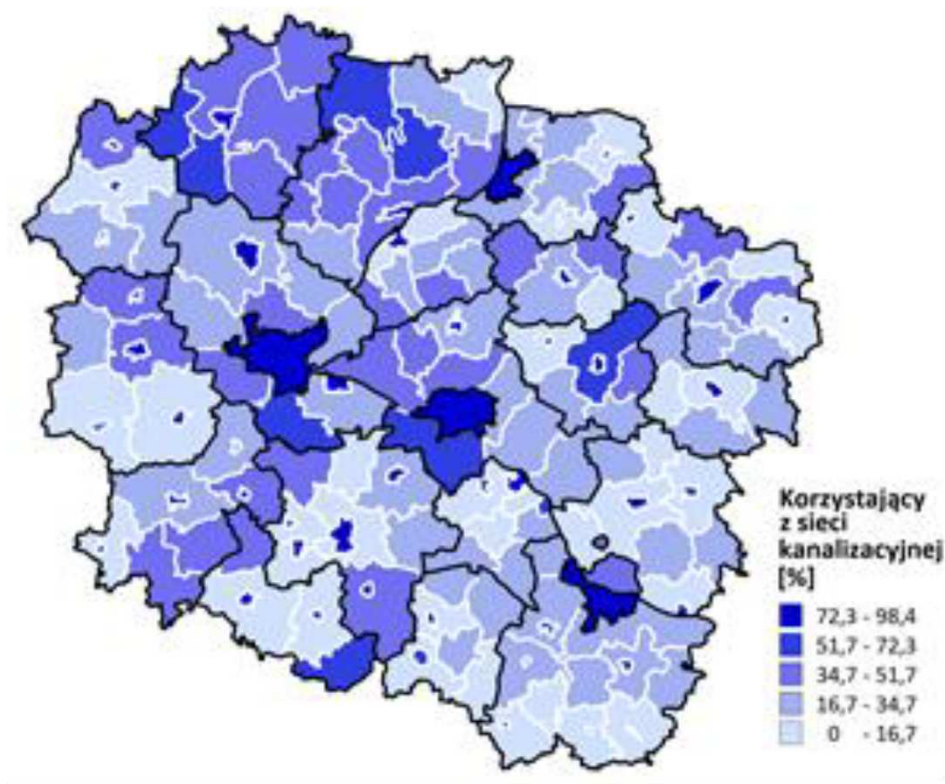 Korzystający
z sieci
kanalizacyjnej
[%]
72,3 - 98,4
51,7 - 72,3
34,7 - 51,7
16,7 - 34,7
0 - 16,7